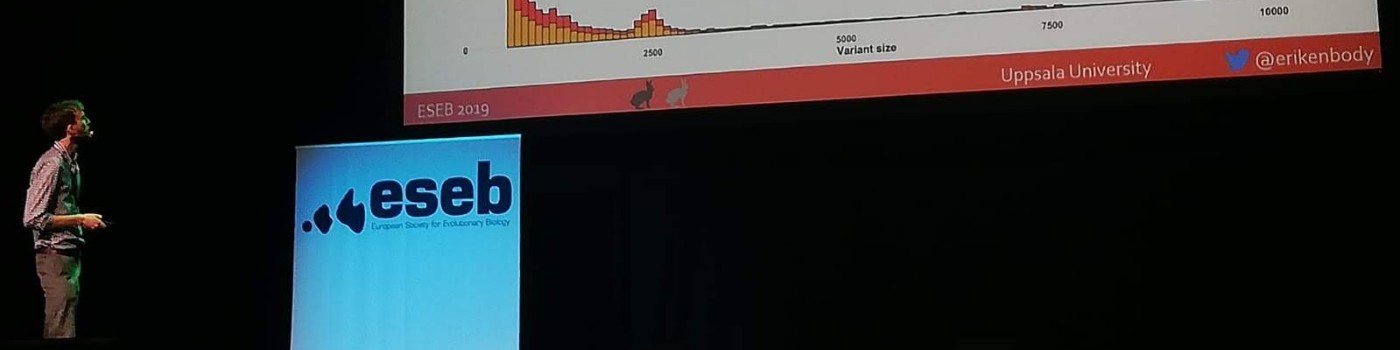 0
2500
5000
7500
10000
Variant size
ESEB 2019
Uppsala University
@erikenbody
eseb
European Society for Evolutionary Biology